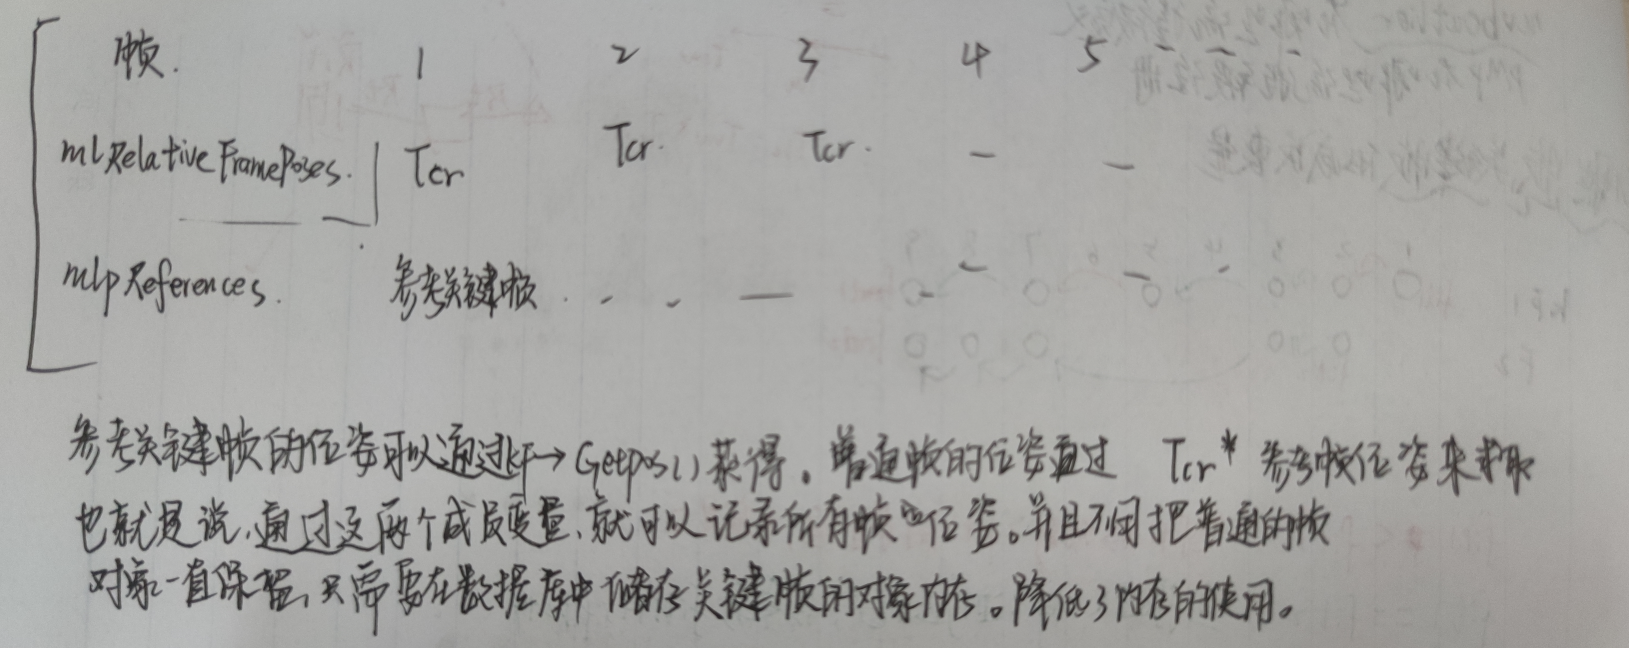 帧. 1 2 3 4 5 - - -
mlRelativeFramePoses. Tcr Tcr. Tcr. - -
mlpReferences. 参考关键帧 . - - — - - - -
参考关键帧的位姿可以通过kF→Getpos()获得。普通帧的位姿通过 Tcr* 参考帧位姿来求取
也就是说,通过这两个成员变量,就可以记录所有帧的位姿。并且不用把普通的帧
对象一直保留,只需要在数据库中储存关键帧的对象内存。降低了内存的使用。